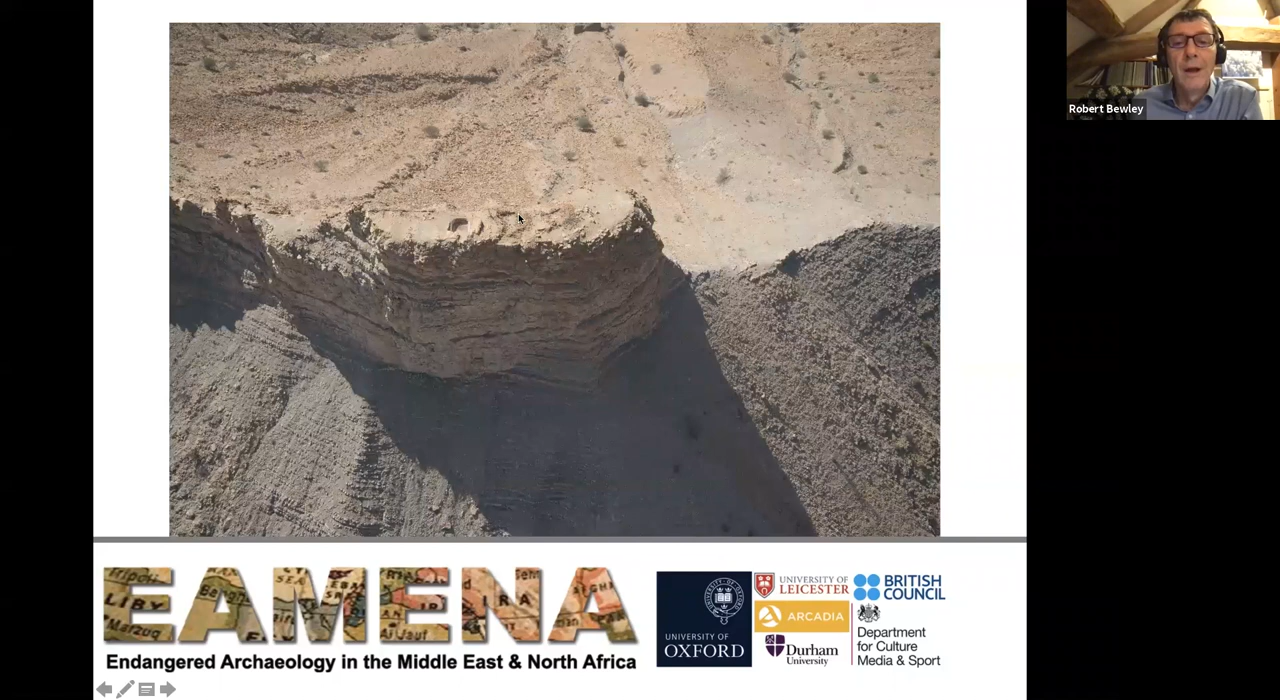 Robert Bewley
EAMENA
Endangered Archaeology in the Middle East & North Africa
UNIVERSITY OF
OXFORD
UNIVERSITY OF
LEICESTER
BRITISH
COUNCIL
ARCADIA
Durham
University
Department
for Culture
Media & Sport